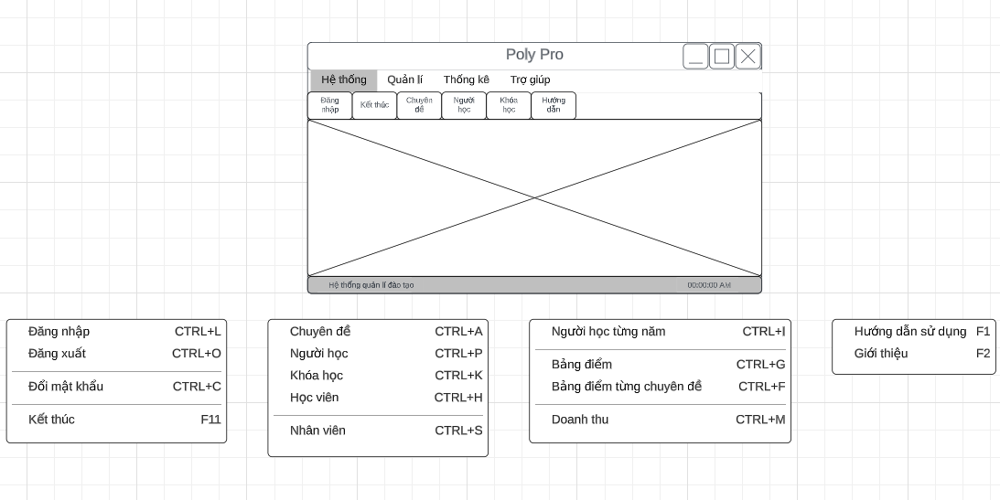 Poly Pro
Hệ thống Quản lí Thống kê Trợ giúp
Đăng nhập Kết thúc Chuyên đề Người học Khóa học Hướng dẫn
Hệ thống quản lí đào tạo 00:00:00 AM
Đăng nhập CTRL+L
Đăng xuất CTRL+O
Đổi mật khẩu CTRL+C
Kết thúc F11
Chuyên đề CTRL+A
Người học CTRL+P
Khóa học CTRL+K
Học viên CTRL+H
Nhân viên CTRL+S
Người học từng năm CTRL+I
Bảng điểm CTRL+G
Bảng điểm từng chuyên đề CTRL+F
Doanh thu CTRL+M
Hướng dẫn sử dụng F1
Giới thiệu F2